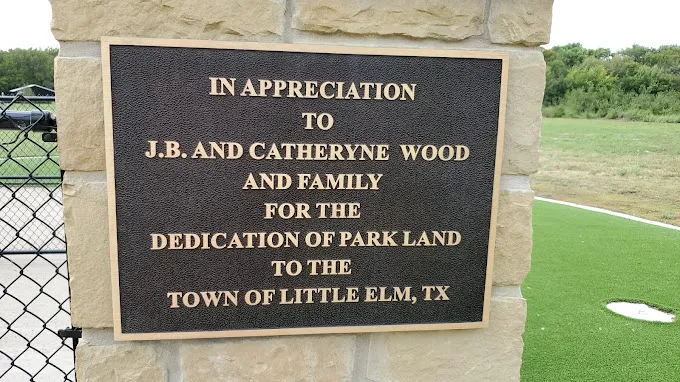 IN APPRECIATION
TO
J.B. AND CATHERYNE WOOD
AND FAMILY
FOR THE
DEDICATION OF PARK LAND
TO THE
TOWN OF LITTLE ELM, TX